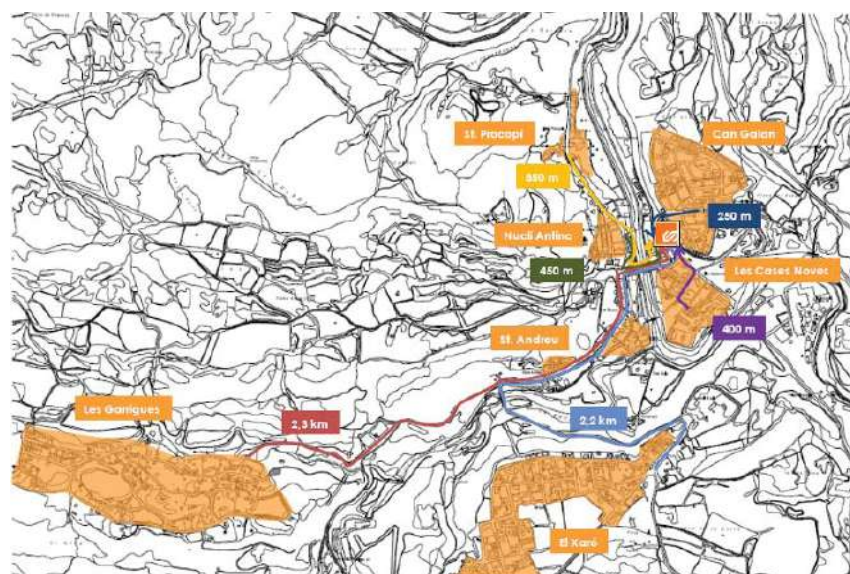 St. Procopi
Can Galan
850 m
250 m
Nucli Antinc
450 m
Les Cases Noves
400 m
St. Andreu
Les Garrigues
2,3 km
2,2 km
El Xaró